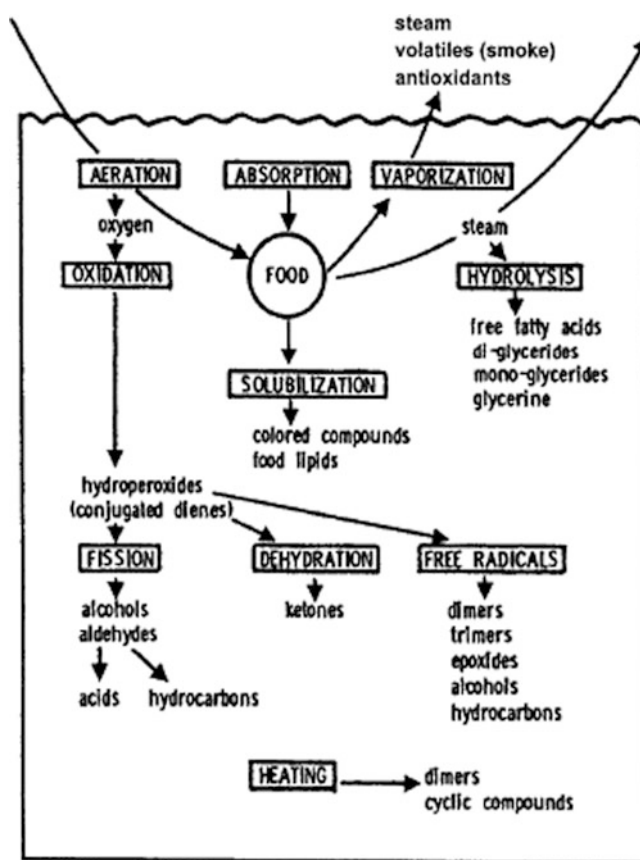 steam
volatiles (smoke)
antioxidants
AERATION
ABSORPTION
VAPORIZATION
oxygen
steam
OXIDATION
FOOD
HYDROLYSIS
free fatty acids
di-glycerides
mono-glycerides
glycerine
SOLUBILIZATION
colored compounds
food lipids
hydroperoxides
(conjugated dienes)
FISSION
DEHYDRATION
FREE RADICALS
alcohols
aldehydes
ketones
dimers
trimers
epoxides
alcohols
hydrocarbons
acids
hydrocarbons
HEATING
dimers
cyclic compounds